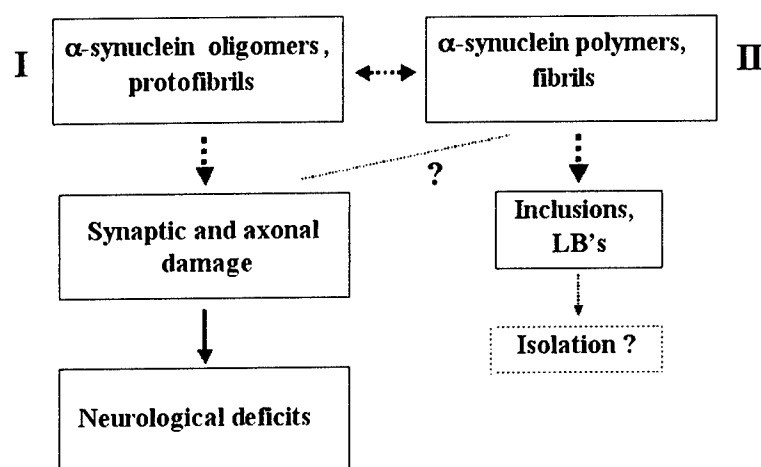 I
α-synuclein oligomers,
protofibrils
α-synuclein polymers,
fibrils
II
?
Synaptic and axonal
damage
Inclusions,
LB's
Isolation ?
Neurological deficits